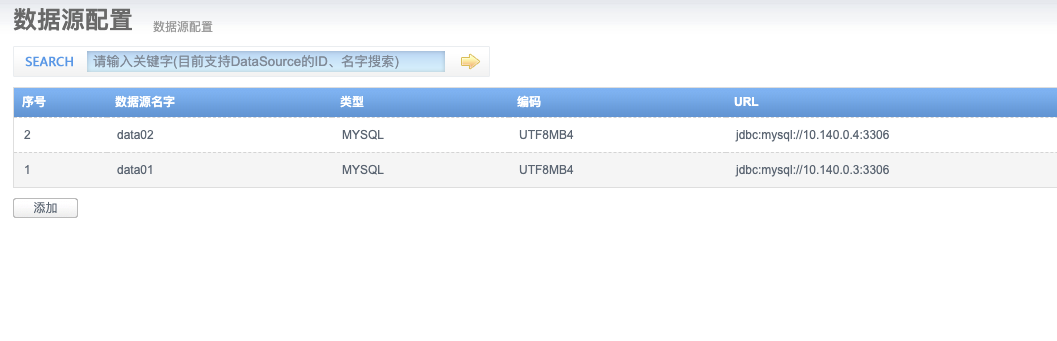 数据源配置 数据源配置
SEARCH 请输入关键字(目前支持DataSource的ID、名字搜索)
序号 数据源名字 类型 编码 URL
2 data02 MYSQL UTF8MB4 jdbc:mysql://10.140.0.4:3306
1 data01 MYSQL UTF8MB4 jdbc:mysql://10.140.0.3:3306
添加